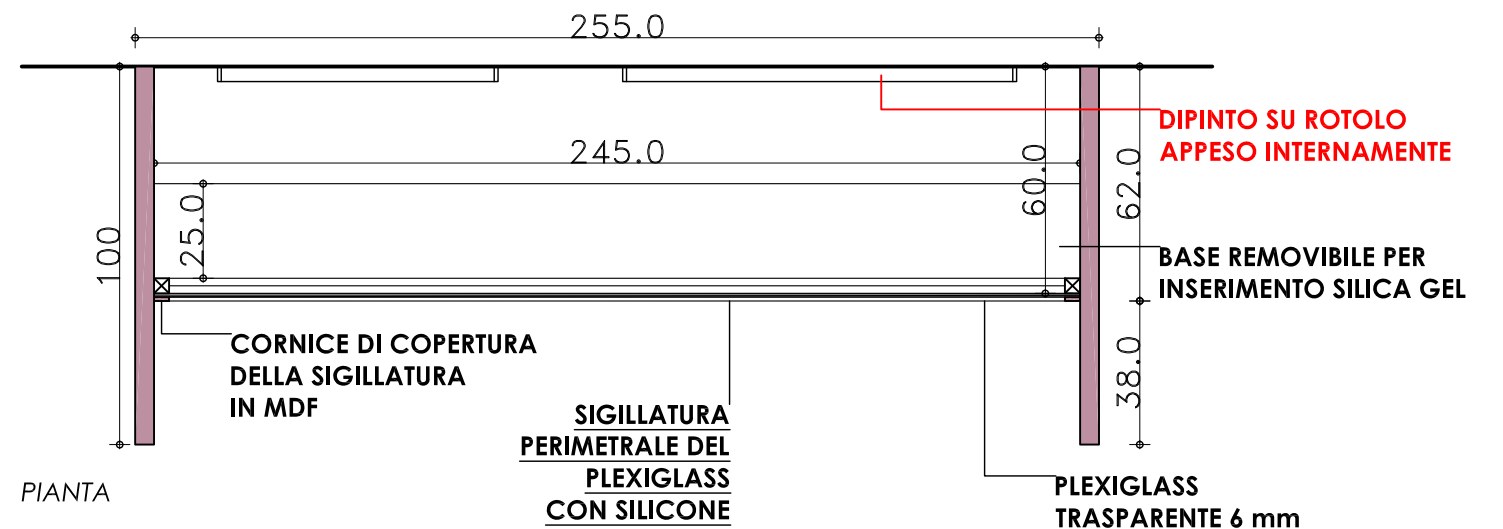 255.0
DIPINTO SU ROTOLO
APPESO INTERNAMENTE
245.0
60.0
62.0
25.0
100
BASE REMOVIBILE PER
INSERIMENTO SILICA GEL
CORNICE DI COPERTURA
DELLA SIGILLATURA
IN MDF
38.0
SIGILLATURA
PERIMETRALE DEL
PLEXIGLASS
CON SILICONE
PLEXIGLASS
TRASPARENTE 6 mm
PIANTA